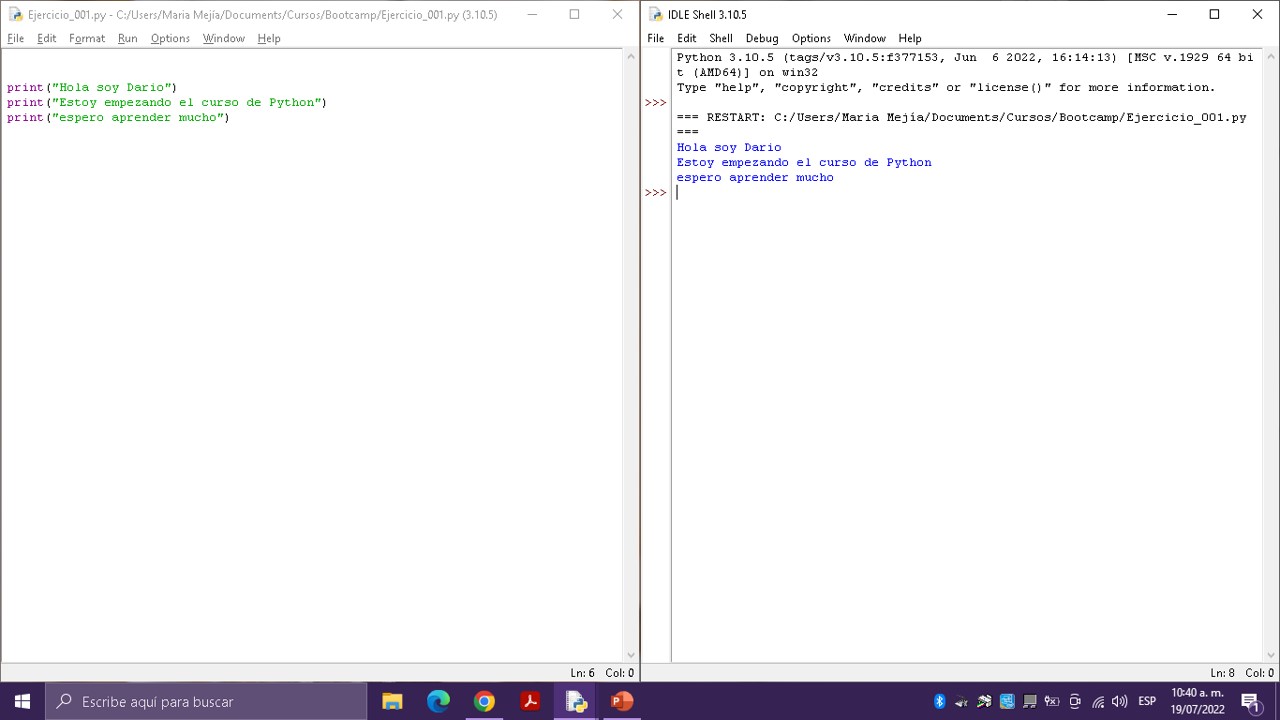 Ejercicio_001.py - C:/Users/Maria Mejía/Documents/Cursos/Bootcamp/Ejercicio_001.py (3.10.5)
File Edit Format Run Options Window Help
print("Hola soy Dario")
print("Estoy empezando el curso de Python")
print("espero aprender mucho")
Ln: 6 Col: 0
IDLE Shell 3.10.5
File Edit Shell Debug Options Window Help
Python 3.10.5 (tags/v3.10.5:f377153, Jun  6 2022, 16:14:13) [MSC v.1929 64 bi
t (AMD64)] on win32
Type "help", "copyright", "credits" or "license()" for more information.
>>>
=== RESTART: C:/Users/Maria Mejía/Documents/Cursos/Bootcamp/Ejercicio_001.py
===
Hola soy Dario
Estoy empezando el curso de Python
espero aprender mucho
>>>
Ln: 8 Col: 0
Escribe aquí para buscar
ESP
10:40 a. m.
19/07/2022
1